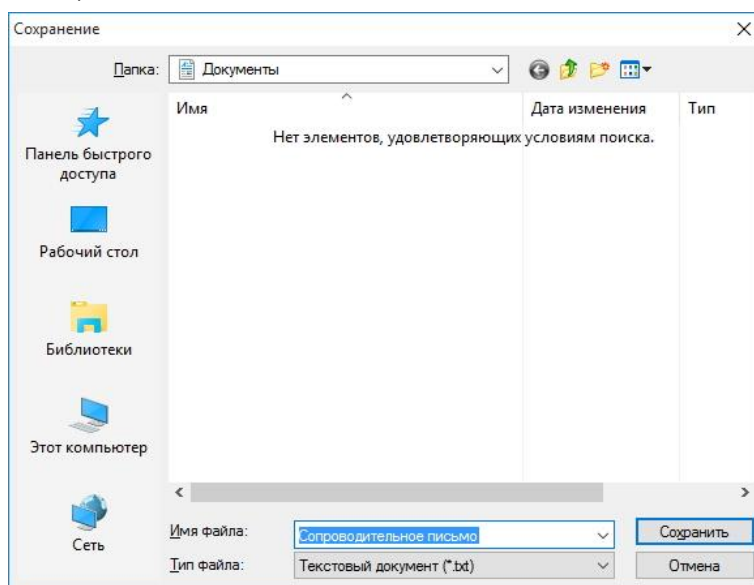 Сохранение
Папка: Документы
Имя Дата изменения Тип
Нет элементов, удовлетворяющих условиям поиска.
Панель быстрого
доступа
Рабочий стол
Библиотеки
Этот компьютер
Сеть
Имя файла: Сопроводительное письмо Сохранить
Тип файла: Текстовый документ (*.txt) Отмена